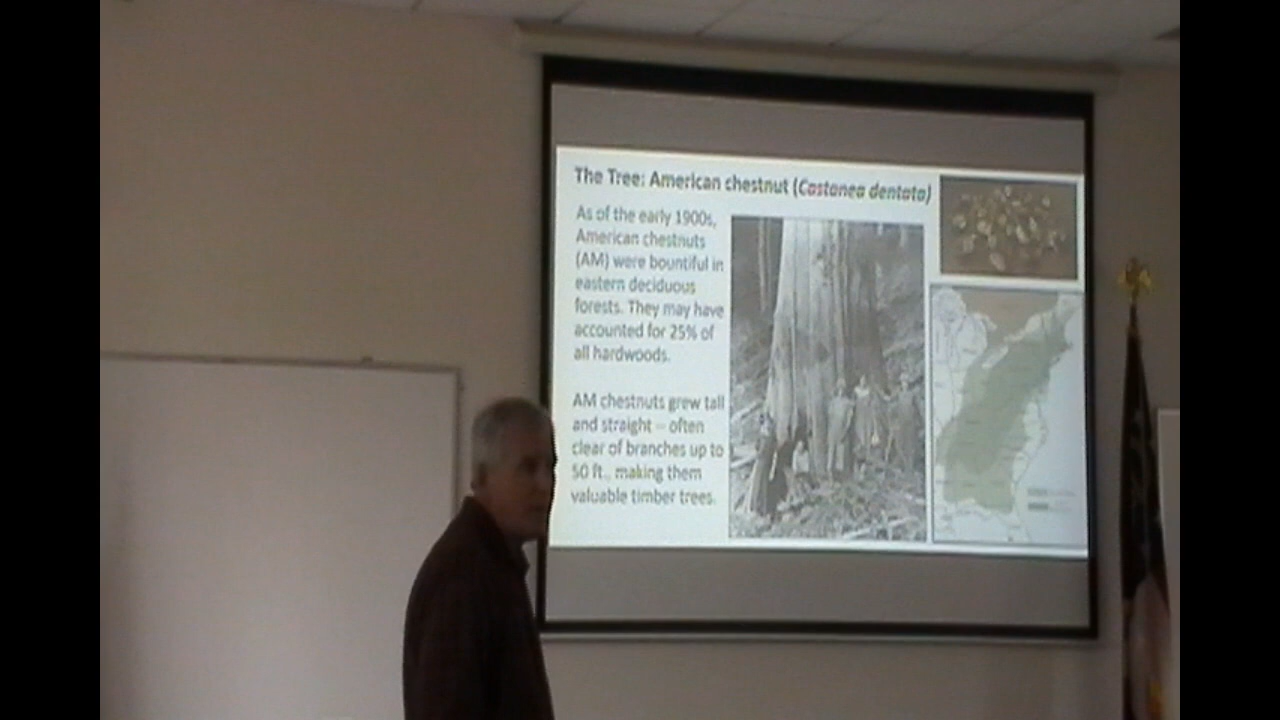 The Tree: American chestnut (Castanea dentata)
As of the early 1900s,
American chestnuts
(AM) were bountiful in
eastern deciduous
forests. They may have
accounted for 25% of
all hardwoods.
AM chestnuts grew tall
and straight – often
clear of branches up to
50 ft., making them
valuable timber trees.